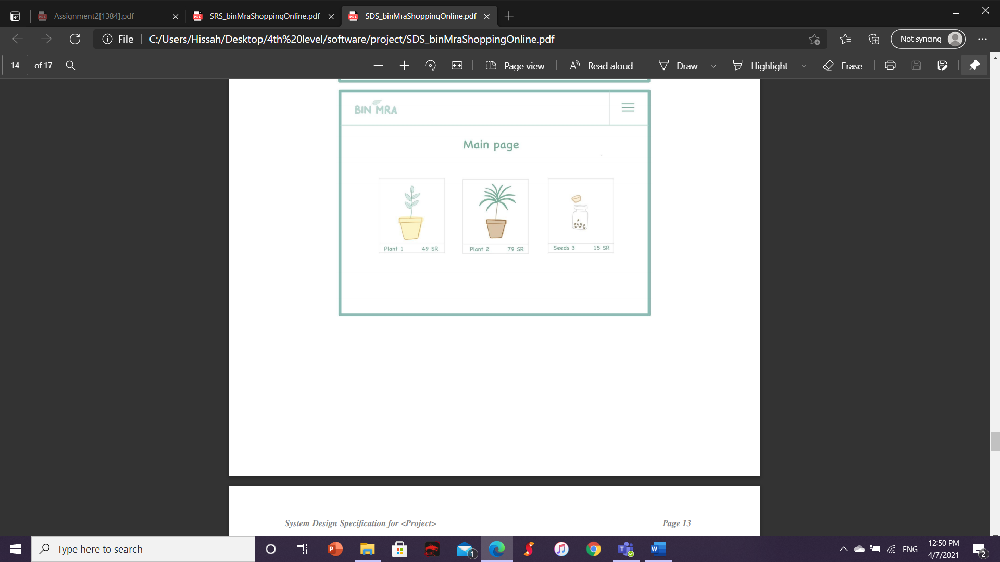 Assignment2[1384].pdf
SRS_binMraShoppingOnline.pdf
SDS_binMraShoppingOnline.pdf
File
C:/Users/Hissah/Desktop/4th%20level/software/project/SDS_binMraShoppingOnline.pdf
Not syncing
14 of 17
Page view
Read aloud
Draw
Highlight
Erase
BIN MRA
Main page
Plant 1 49 SR
Plant 2 79 SR
Seeds 3 15 SR
System Design Specification for <Project> Page 13
Type here to search
1
ENG
12:50 PM
4/7/2021
2